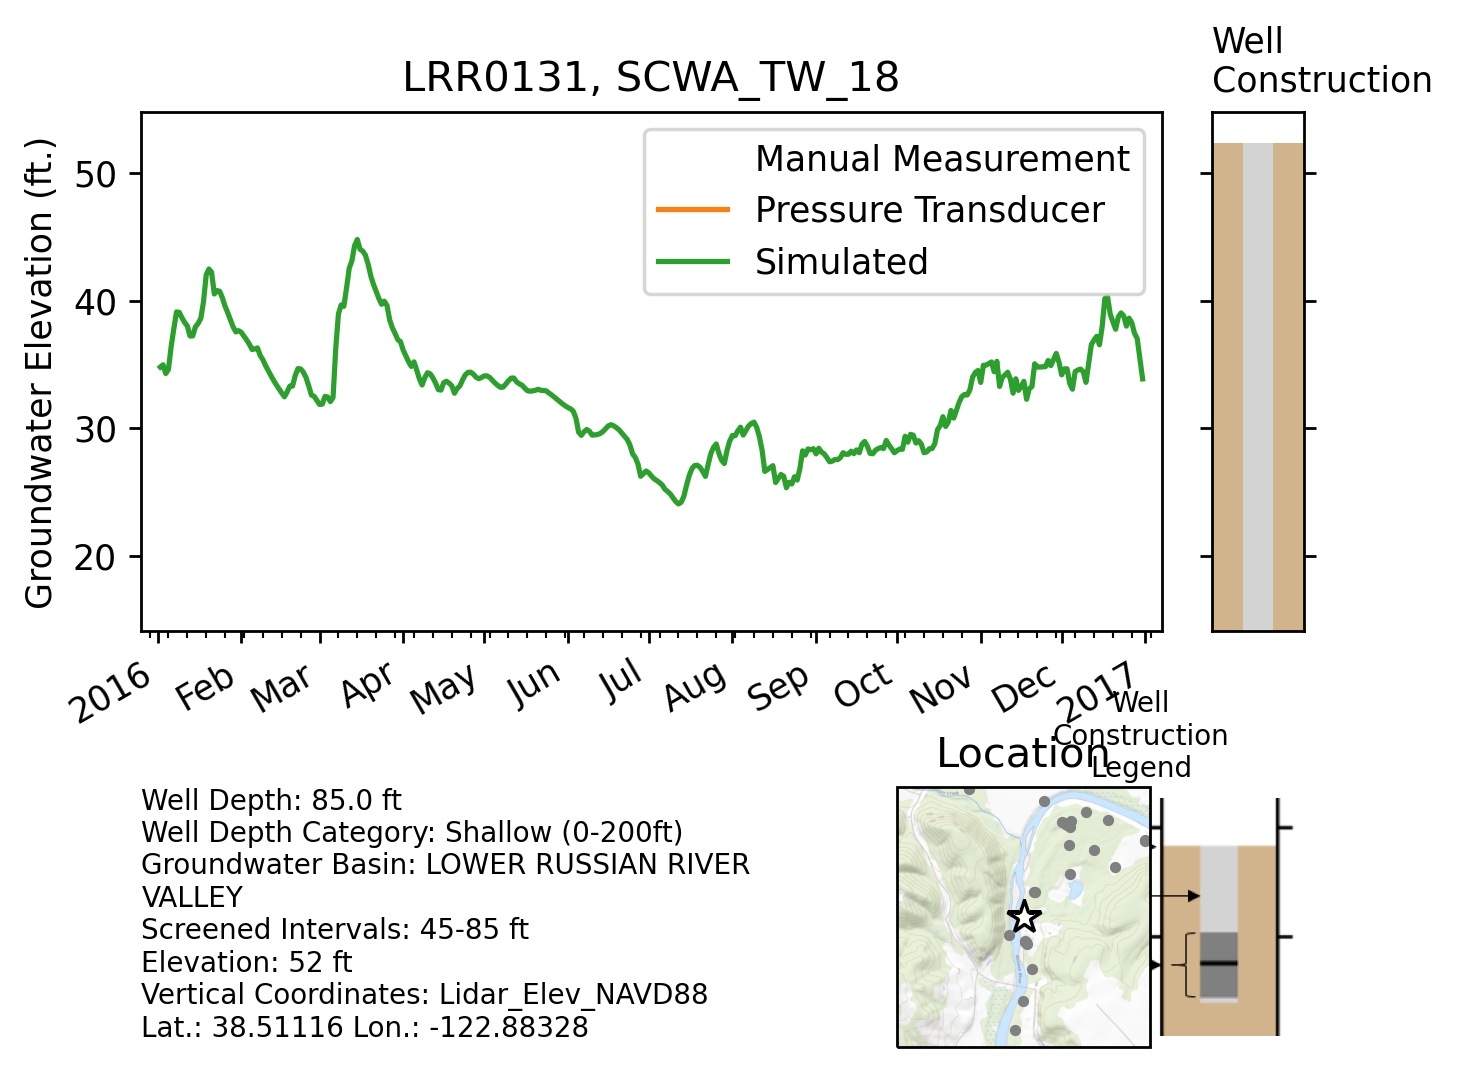 Well
Construction
LRR0131, SCWA_TW_18
Groundwater Elevation (ft.)
50
40
30
20
Manual Measurement
Pressure Transducer
Simulated
2016
Feb
Mar
Apr
May
Jun
Jul
Aug
Sep
Oct
Nov
Dec
2017
Well
Construction
Legend
Location
Well Depth: 85.0 ft
Well Depth Category: Shallow (0-200ft)
Groundwater Basin: LOWER RUSSIAN RIVER
VALLEY
Screened Intervals: 45-85 ft
Elevation: 52 ft
Vertical Coordinates: Lidar_Elev_NAVD88
Lat.: 38.51116 Lon.: -122.88328